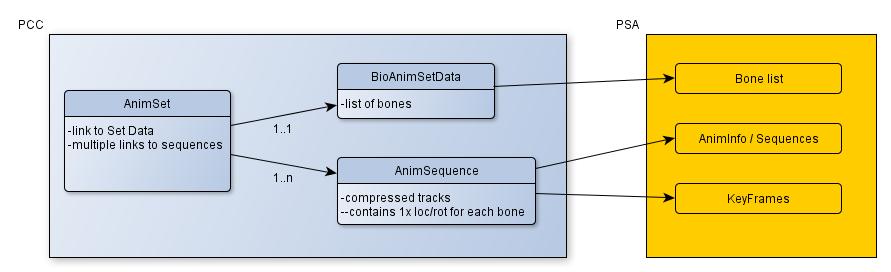 PCC
PSA
AnimSet
-link to Set Data
-multiple links to sequences
1..1
1..n
BioAnimSetData
-list of bones
AnimSequence
-compressed tracks
--contains 1x loc/rot for each bone
Bone list
AnimInfo / Sequences
KeyFrames